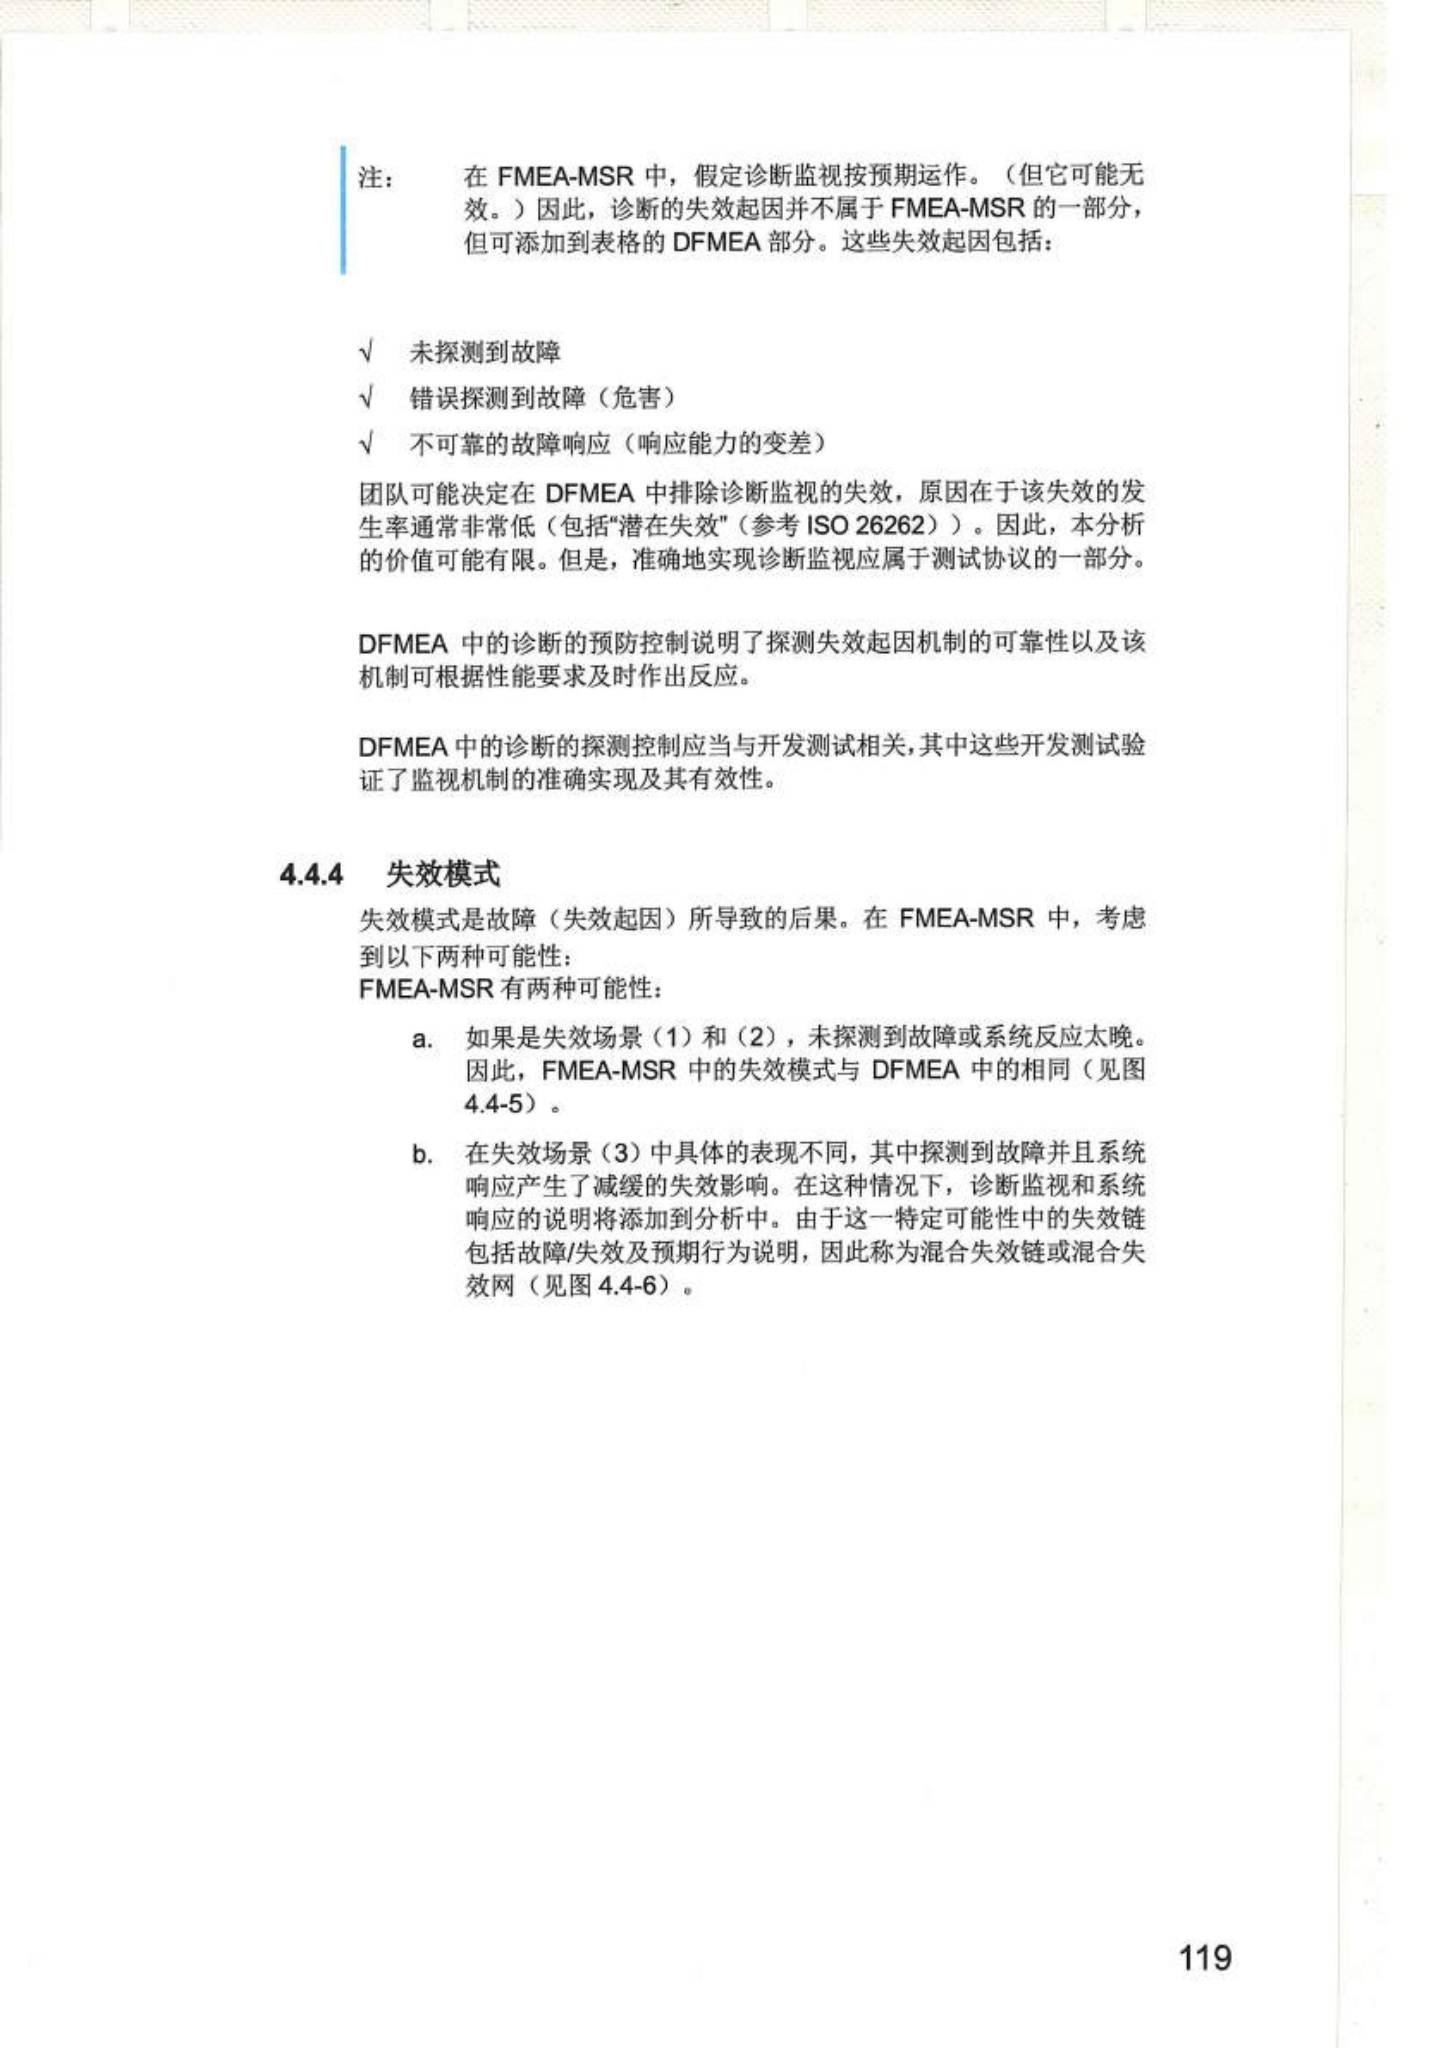 注： 在 FMEA-MSR 中，假定诊断监视按预期运作。（但它可能无
效。）因此，诊断的失效起因并不属于 FMEA-MSR 的一部分，
但可添加到表格的 DFMEA 部分。这些失效起因包括：
√ 未探测到故障
√ 错误探测到故障（危害）
√ 不可靠的故障响应（响应能力的变差）
团队可能决定在 DFMEA 中排除诊断监视的失效，原因在于该失效的发
生率通常非常低（包括“潜在失效”（参考 ISO 26262））。因此，本分析
的价值可能有限。但是，准确地实现诊断监视应属于测试协议的一部分。
DFMEA 中的诊断的预防控制说明了探测失效起因机制的可靠性以及该
机制可根据性能要求及时作出反应。
DFMEA 中的诊断的探测控制应当与开发测试相关，其中这些开发测试验
证了监视机制的准确实现及其有效性。
4.4.4 失效模式
失效模式是故障（失效起因）所导致的后果。在 FMEA-MSR 中，考虑
到以下两种可能性：
FMEA-MSR 有两种可能性：
a. 如果是失效场景（1）和（2），未探测到故障或系统反应太晚。
因此，FMEA-MSR 中的失效模式与 DFMEA 中的相同（见图
4.4-5）。
b. 在失效场景（3）中具体的表现不同，其中探测到故障并且系统
响应产生了减缓的失效影响。在这种情况下，诊断监视和系统
响应的说明将添加到分析中。由于这一特定可能性中的失效链
包括故障/失效及预期行为说明，因此称为混合失效链或混合失
效网（见图 4.4-6）。
119